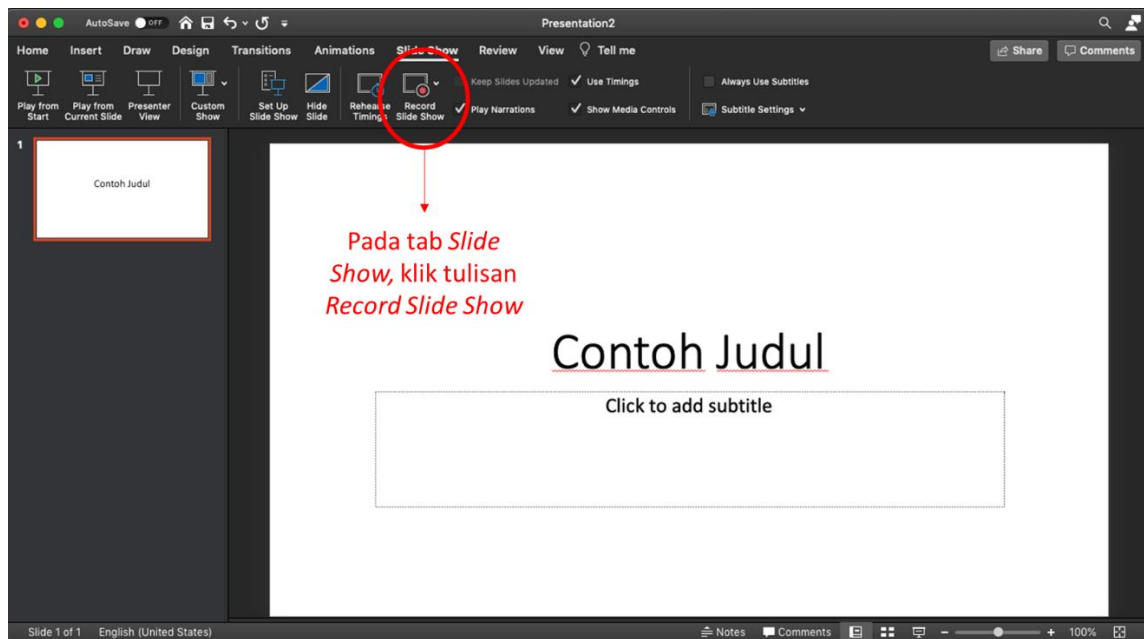 AutoSave OFF Presentation2
Home Insert Draw Design Transitions Animations Slide Show Review View Tell me Share Comments
Play from Start
Play from Current Slide
Presenter View
Custom Show
Set Up Slide Show
Hide Slide
Rehearse Timings
Record Slide Show
Keep Slides Updated
Use Timings
Play Narrations
Show Media Controls
Always Use Subtitles
Subtitle Settings
1
Contoh Judul
Pada tab Slide
Show, klik tulisan
Record Slide Show
Contoh Judul
Click to add subtitle
Slide 1 of 1 English (United States) Notes Comments 100%